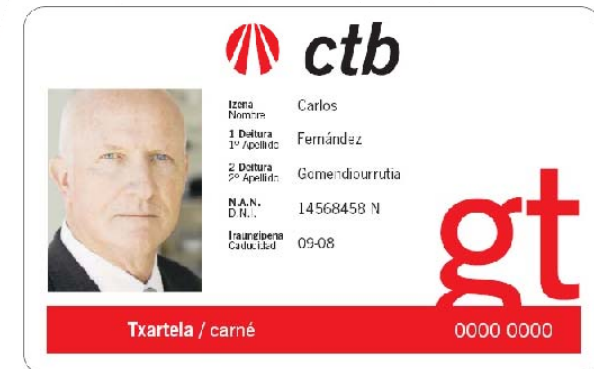 ctb
Izena Carlos
Nombre
1 Deitura Fernández
1º Apellido
2 Deitura Gomendiourrutia
2º Apellido
N.A.N. 14568458 N
D.N.I.
Iraungipena 09-08
Caducidad
gt
Txartela / carné 0000 0000